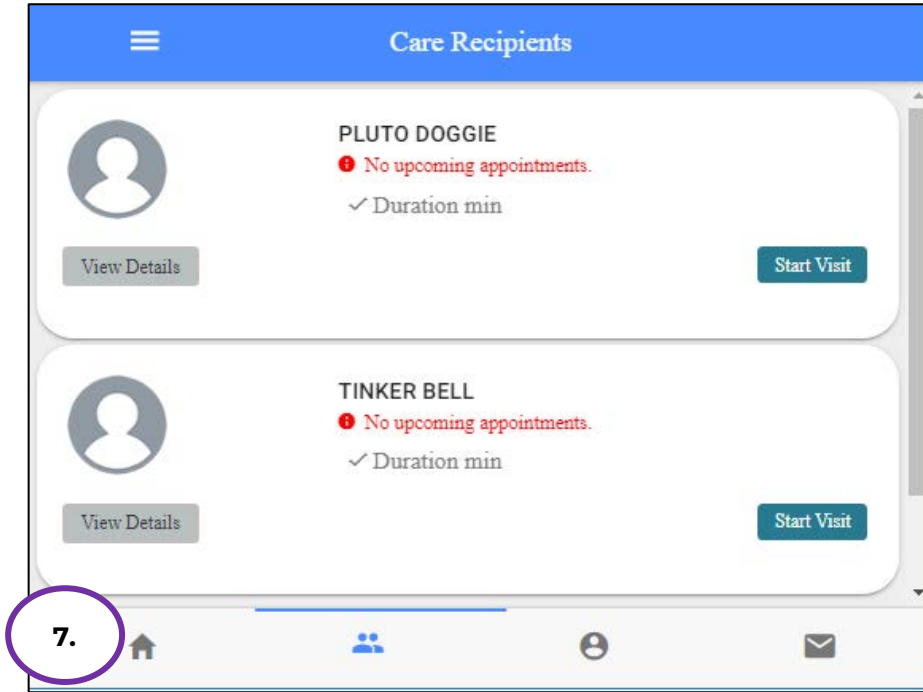 Care Recipients
PLUTO DOGGIE
No upcoming appointments.
Duration min
View Details
Start Visit
TINKER BELL
No upcoming appointments.
Duration min
View Details
Start Visit
7.